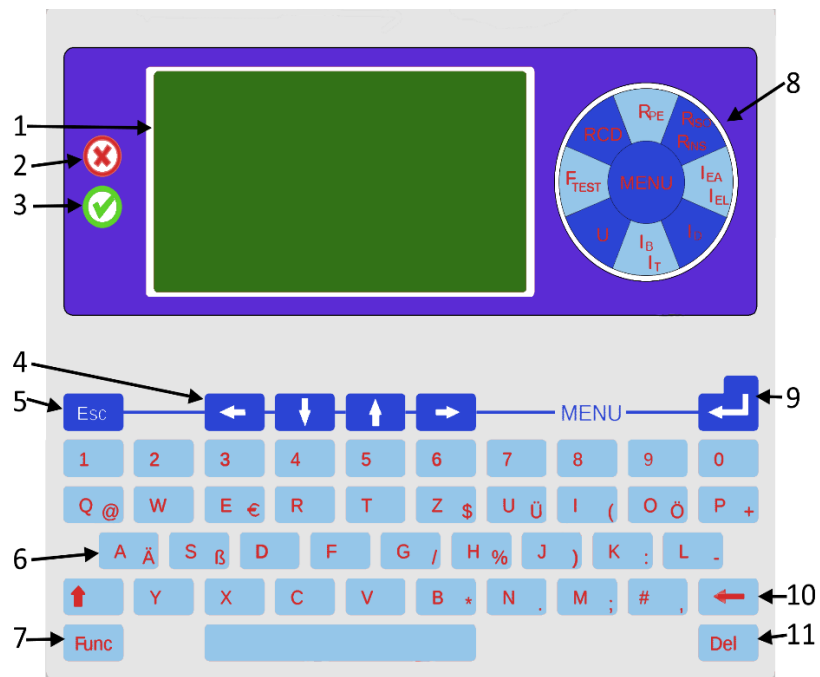 1
2
3
RPE
RISO
RINS
IEA
IEL
IH
IB
IT
U
FTEST
RCD
MENU
8
4
5
Esc
MENU
9
1 2 3 4 5 6 7 8 9 0
Q @ W E € R T Z $ U Ü I ( O Ö P +
6
A Ä S ß D F G / H % J ) K : L -
Y X C V B * N . M ; # ,
10
7
Func
Del
11